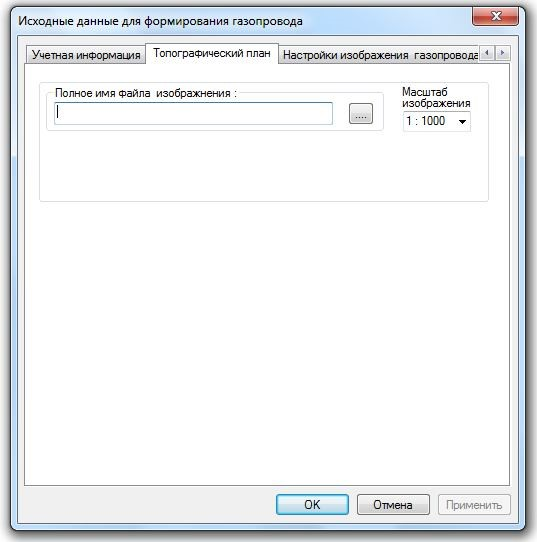 Исходные данные для формирования газопровода
Учетная информация Топографический план Настройки изображения газопровода
Полное имя файла изображнения :
....
Масштаб
изображения
1 : 1000
OK Отмена Применить